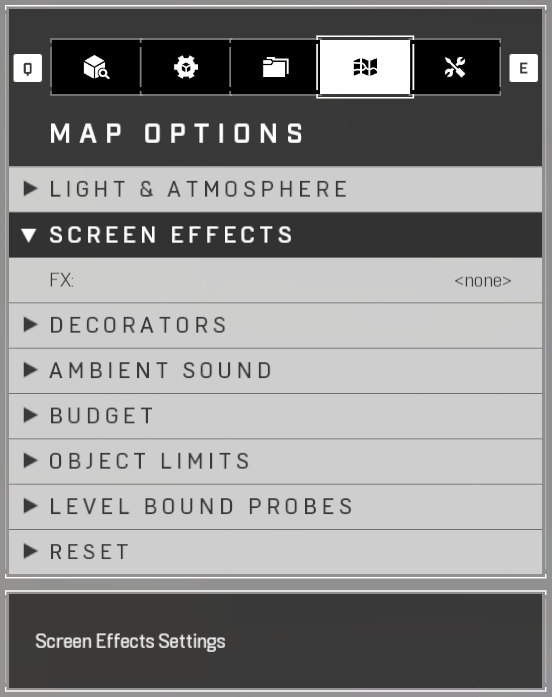 Q
E
MAP OPTIONS
LIGHT & ATMOSPHERE
SCREEN EFFECTS
FX: <none>
DECORATORS
AMBIENT SOUND
BUDGET
OBJECT LIMITS
LEVEL BOUND PROBES
RESET
Screen Effects Settings